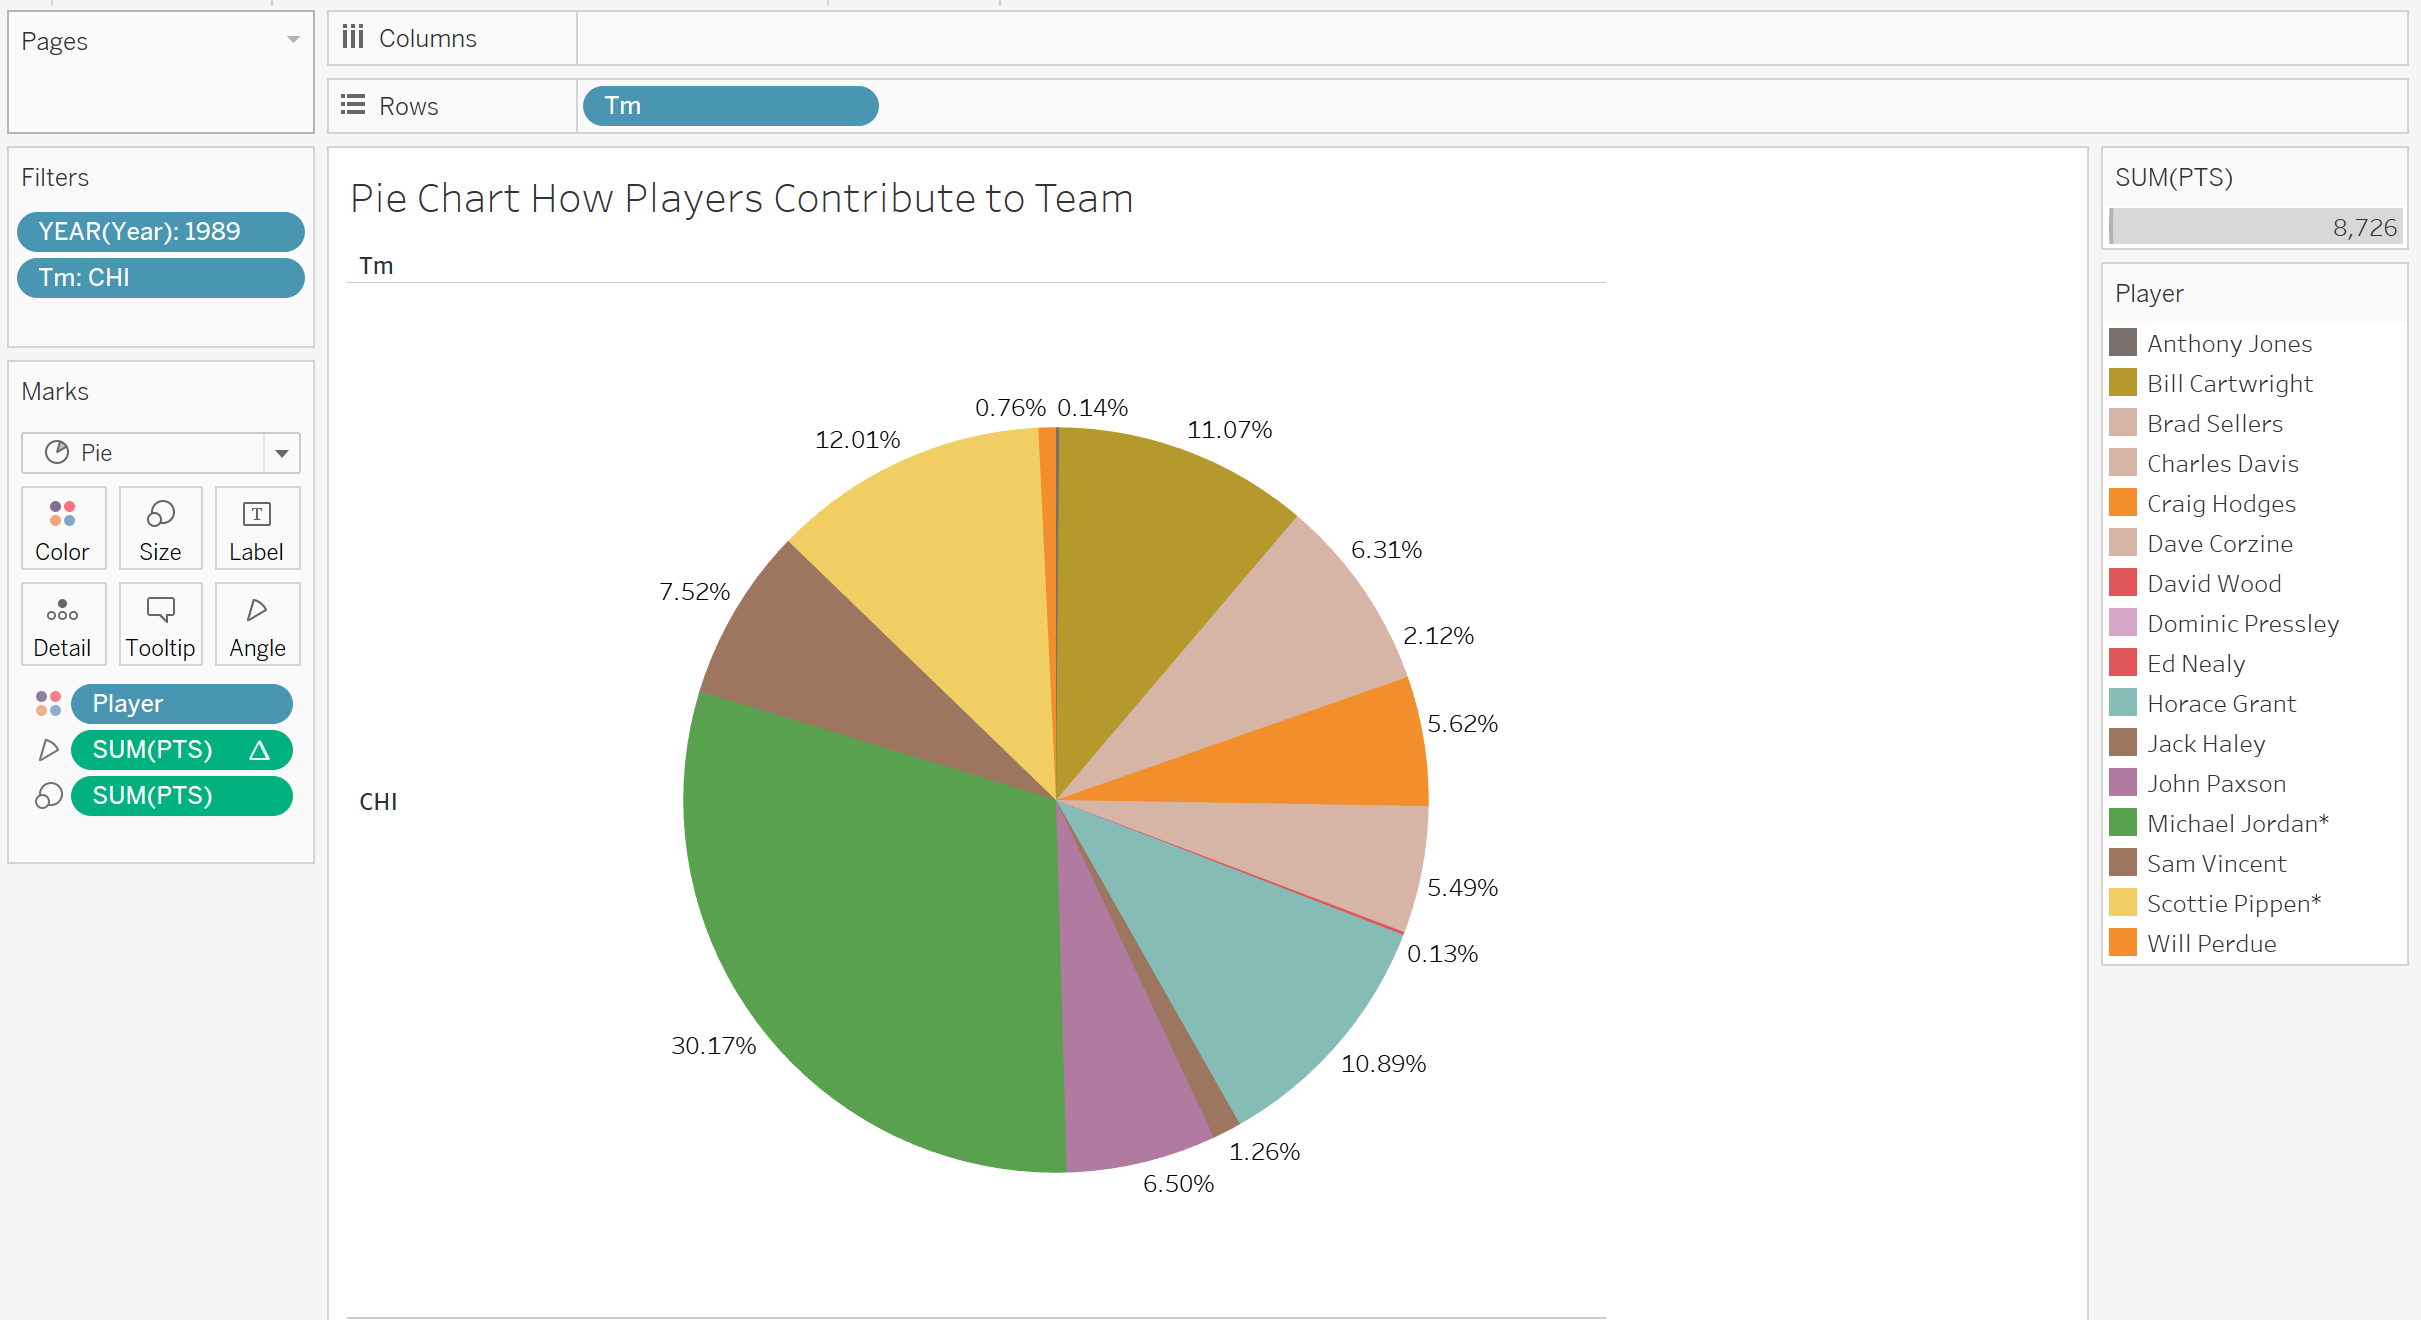 Pages
Columns
Rows
Tm
Filters
YEAR(Year): 1989
Tm: CHI
Marks
Pie
Color
Size
Label
Detail
Tooltip
Angle
Player
SUM(PTS)
SUM(PTS)
Pie Chart How Players Contribute to Team
Tm
CHI
0.76%
0.14%
11.07%
12.01%
6.31%
7.52%
2.12%
5.62%
5.49%
0.13%
30.17%
10.89%
1.26%
6.50%
SUM(PTS)
8,726
Player
Anthony Jones
Bill Cartwright
Brad Sellers
Charles Davis
Craig Hodges
Dave Corzine
David Wood
Dominic Pressley
Ed Nealy
Horace Grant
Jack Haley
John Paxson
Michael Jordan*
Sam Vincent
Scottie Pippen*
Will Perdue